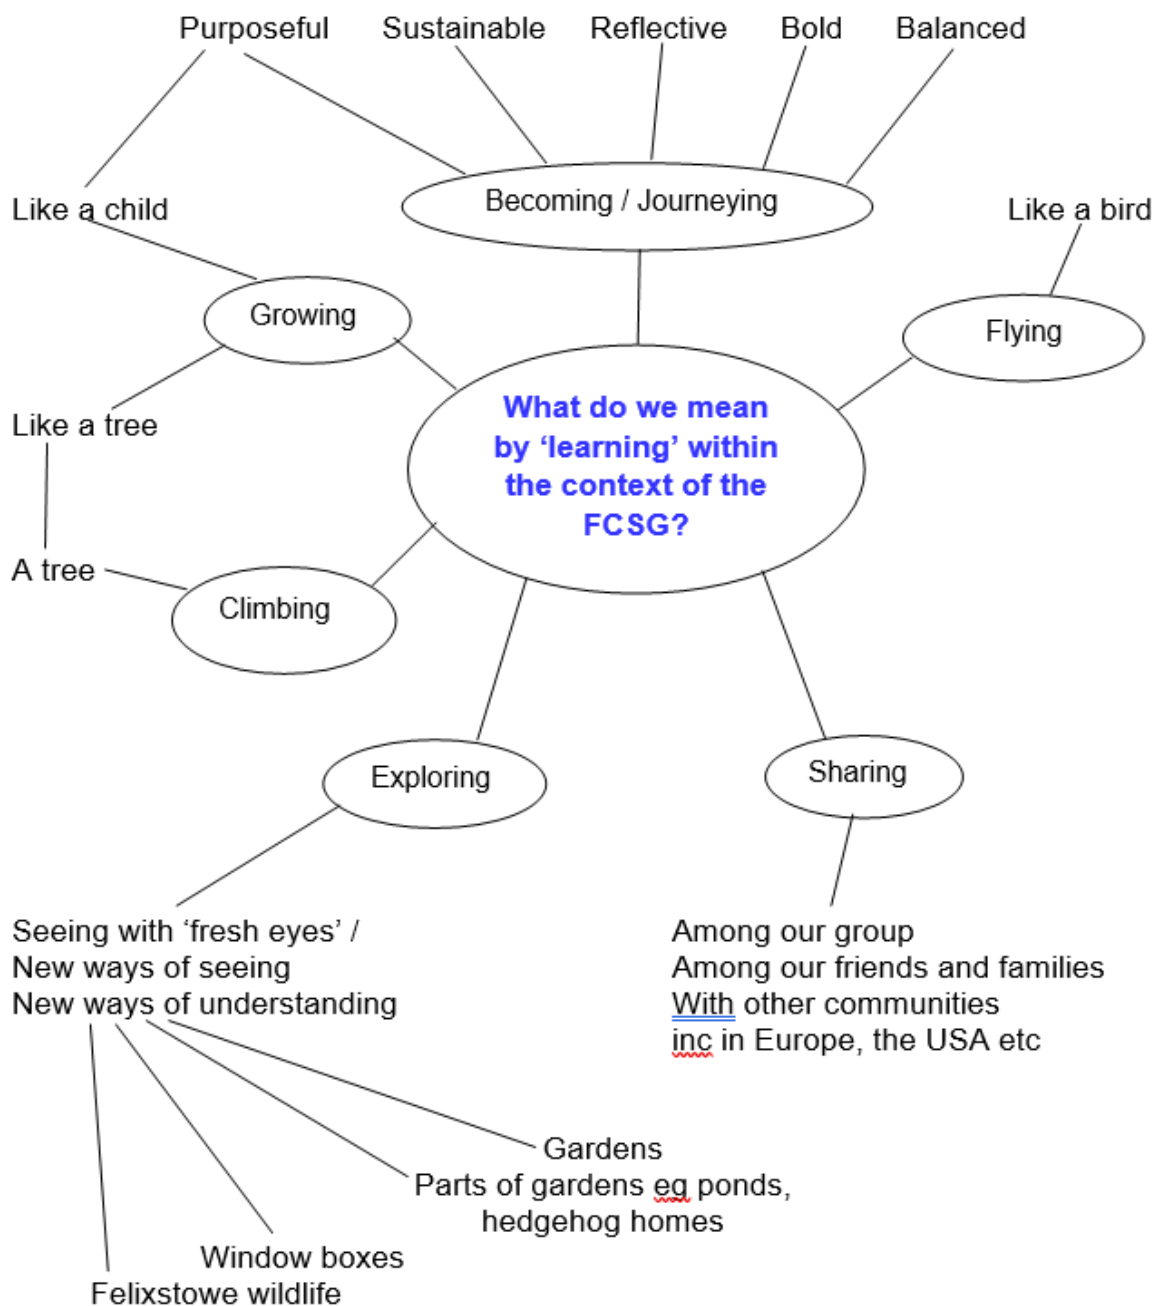 Purposeful Sustainable Reflective Bold Balanced
Becoming / Journeying
Like a child
Like a bird
Growing
Flying
What do we mean
by ‘learning’ within
the context of the
FCSG?
Like a tree
A tree
Climbing
Exploring
Sharing
Seeing with ‘fresh eyes’ /
New ways of seeing
New ways of understanding
Among our group
Among our friends and families
With other communities
inc in Europe, the USA etc
Gardens
Parts of gardens eg ponds,
hedgehog homes
Window boxes
Felixstowe wildlife